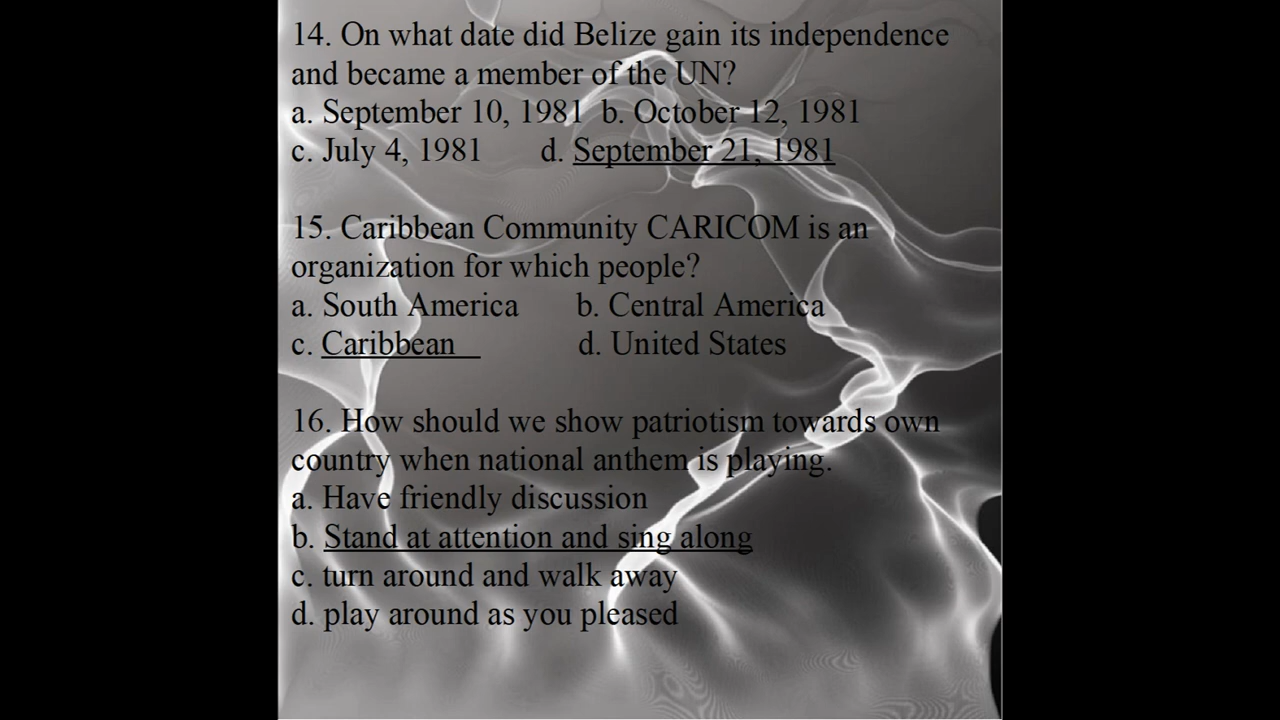 14. On what date did Belize gain its independence
and became a member of the UN?
a. September 10, 1981  b. October 12, 1981
c. July 4, 1981  d. September 21, 1981
15. Caribbean Community CARICOM is an
organization for which people?
a. South America  b. Central America
c. Caribbean  d. United States
16. How should we show patriotism towards own
country when national anthem is playing.
a. Have friendly discussion
b. Stand at attention and sing along
c. turn around and walk away
d. play around as you pleased